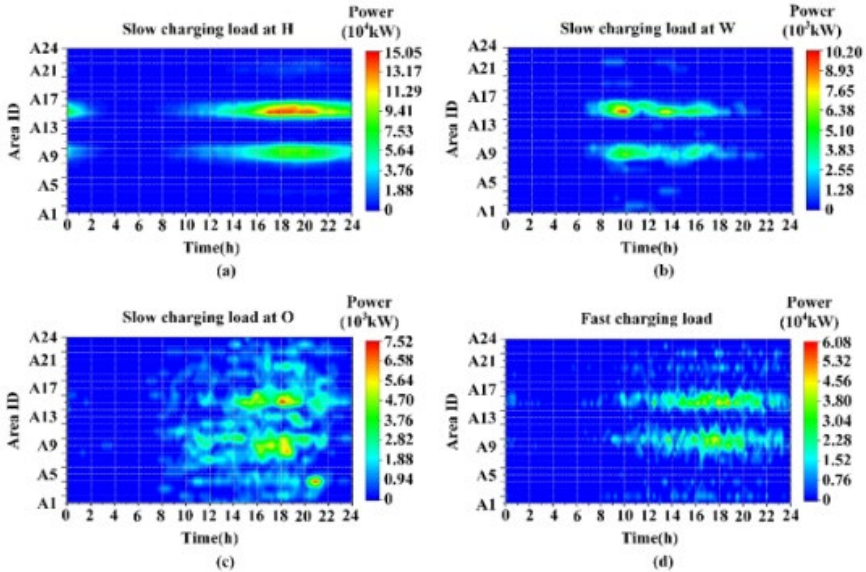 Slow charging load at H
Power
(10⁴kW)
A24
A21
A17
A13
A9
A5
A1
Area ID
15.05
13.17
11.29
9.41
7.53
5.64
3.76
1.88
0
0 2 4 6 8 10 12 14 16 18 20 22 24
Time(h)
(a)
Slow charging load at W
Power
(10³kW)
A24
A21
A17
A13
A9
A5
A1
Area ID
10.20
8.93
7.65
6.38
5.10
3.83
2.55
1.28
0
0 2 4 6 8 10 12 14 16 18 20 22 24
Time(h)
(b)
Slow charging load at O
Power
(10³kW)
A24
A21
A17
A13
A9
A5
A1
Area ID
7.52
6.58
5.64
4.70
3.76
2.82
1.88
0.94
0
0 2 4 6 8 10 12 14 16 18 20 22 24
Time(h)
(c)
Fast charging load
Power
(10⁴kW)
A24
A21
A17
A13
A9
A5
A1
Area ID
6.08
5.32
4.56
3.80
3.04
2.28
1.52
0.76
0
0 2 4 6 8 10 12 14 16 18 20 22 24
Time(h)
(d)